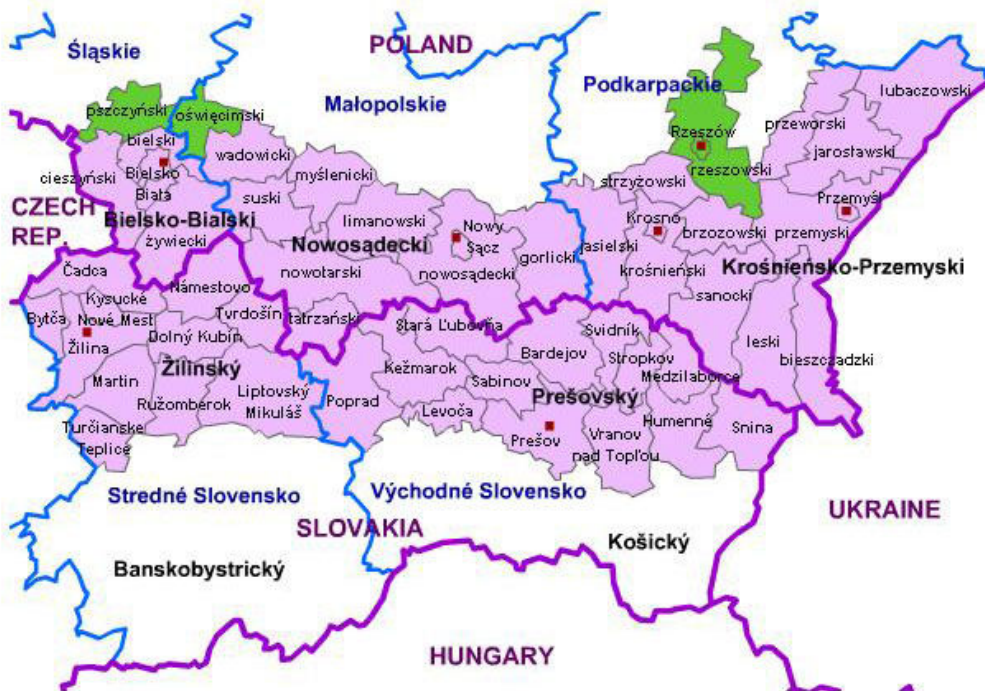 Śląskie
POLAND
Podkarpackie
Małopolskie
pszczyński
oświęcimski
lubaczowski
przeworski
Rzeszów
bielski
wadowicki
jarosławski
myślenicki
rzeszowski
cieszyński
Bielsko
Biała
strzyżowski
suski
Przemyśl
CZECH
REP.
Bielsko-Bialski
limanowski
Nowy
Sącz
Krosno
brzozowski
przemyski
żywiecki
Nowosądecki
jasielski
gorlicki
Čadca
nowotarski
nowosądecki
krośnieński
Krośnieńsko-Przemyski
Námestovo
sanocki
Kysucké
Nové Mest
Bytča
Tvrdošín
tatrzański
Stará Ľubovňa
Svidník
Žilina
Dolný Kubín
leski
bieszczadzki
Žilinský
Kežmarok
Bardejov
Stropkov
Medzilaborce
Martin
Sabinov
Liptovský
Mikuláš
Ružomberok
Poprad
Levoča
Prešovský
Humenné
Snina
Turčianske
Teplice
Prešov
Vranov
nad Topľou
Stredné Slovensko
Východné Slovensko
UKRAINE
SLOVAKIA
Košický
Banskobystrický
HUNGARY